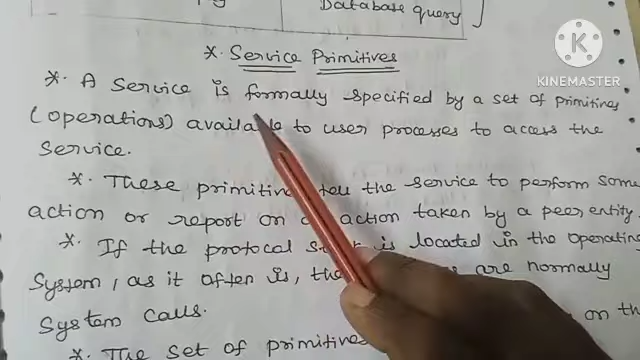 Database query
* Service Primitives
KINEMASTER
* A Service is formally specified by a set of primitives
(operations) available to user processes to access the
Service.
* These primitives tell the service to perform some
action or report on action taken by a peer entity.
* If the protocal is located in the operating
System, as it often is, the are normally
System calls.
on the
* The set of primitives